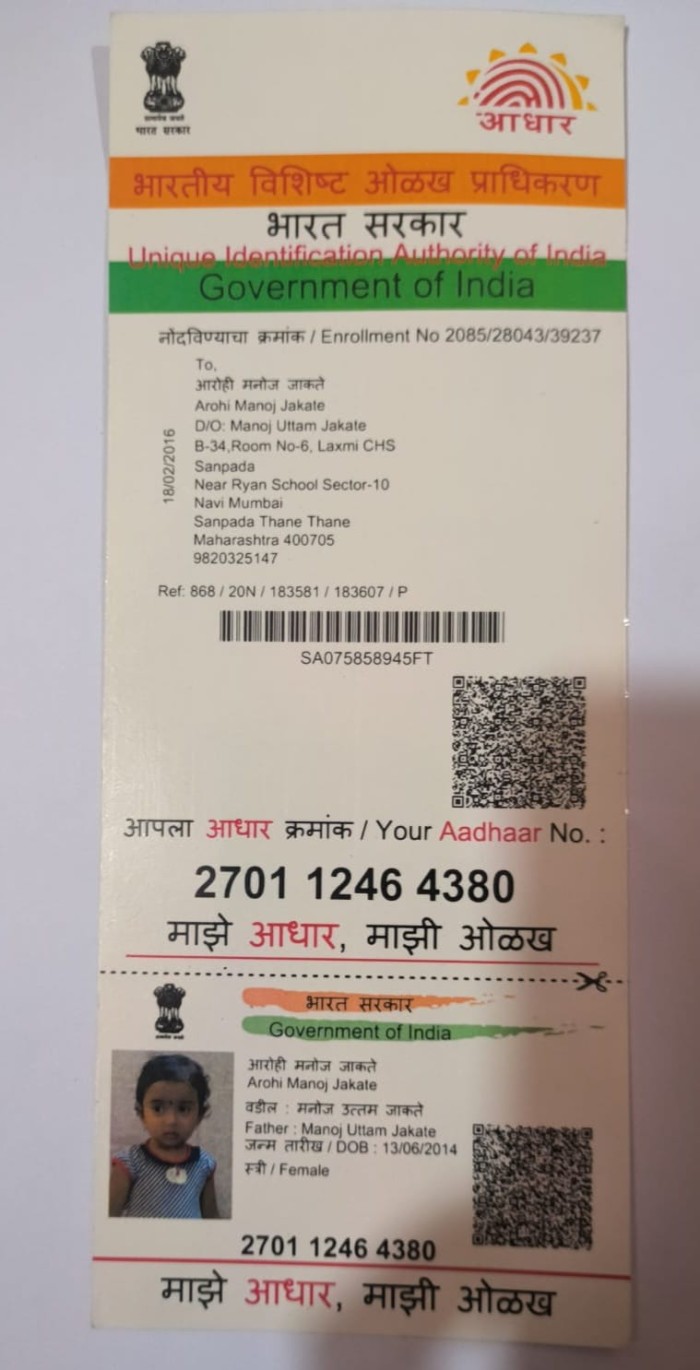 सत्यमेव जयते
भारत सरकार
आधार
भारतीय विशिष्ट ओळख प्राधिकरण
भारत सरकार
Unique Identification Authority of India
Government of India
नोंदविण्याचा क्रमांक / Enrollment No 2085/28043/39237
18/02/2016
To,
आरोही मनोज जाकते
Arohi Manoj Jakate
D/O: Manoj Uttam Jakate
B-34,Room No-6, Laxmi CHS
Sanpada
Near Ryan School Sector-10
Navi Mumbai
Sanpada Thane Thane
Maharashtra 400705
9820325147
Ref: 868 / 20N / 183581 / 183607 / P
SA075858945FT
आपला आधार क्रमांक / Your Aadhaar No. :
2701 1246 4380
माझे आधार, माझी ओळख
भारत सरकार
Government of India
आरोही मनोज जाकते
Arohi Manoj Jakate
वडील : मनोज उत्तम जाकते
Father : Manoj Uttam Jakate
जन्म तारीख / DOB : 13/06/2014
स्त्री / Female
2701 1246 4380
माझे आधार, माझी ओळख